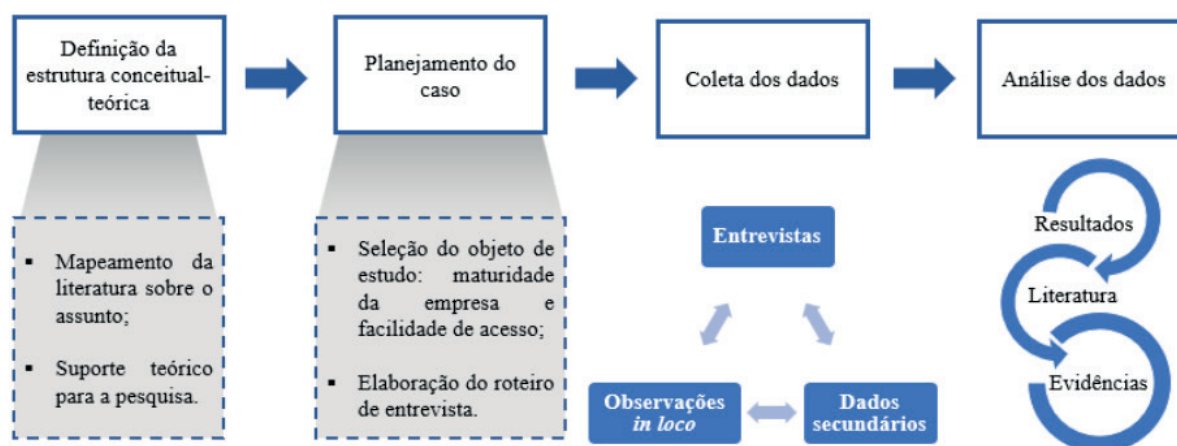 Definição da
estrutura conceitual-
teórica
Planejamento do
caso
Coleta dos dados
Análise dos dados
▪ Mapeamento da
literatura sobre o
assunto;
▪ Suporte teórico
para a pesquisa.
▪ Seleção do objeto de
estudo: maturidade
da empresa e
facilidade de acesso;
▪ Elaboração do roteiro
de entrevista.
Entrevistas
Observações
in loco
Dados
secundários
Resultados
Literatura
Evidências